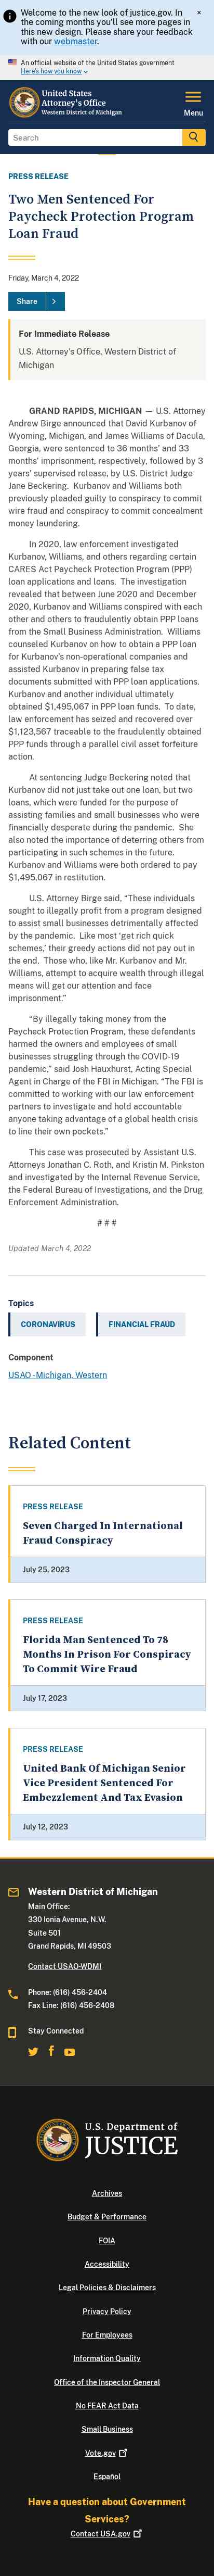 Welcome to the new look of justice.gov. In
the coming months you'll see more pages in
this new design. Please share your feedback
with our webmaster.
×
An official website of the United States government
Here's how you know
United States
Attorney's Office
Western District of Michigan
Menu
Search
PRESS RELEASE
Two Men Sentenced For
Paycheck Protection Program
Loan Fraud
Friday, March 4, 2022
Share
For Immediate Release
U.S. Attorney's Office, Western District of
Michigan
GRAND RAPIDS, MICHIGAN — U.S. Attorney
Andrew Birge announced that David Kurbanov of
Wyoming, Michigan, and James Williams of Dacula,
Georgia, were sentenced to 36 months' and 33
months' imprisonment, respectively, followed by 3
years' of supervised release, by U.S. District Judge
Jane Beckering. Kurbanov and Williams both
previously pleaded guilty to conspiracy to commit
wire fraud and conspiracy to commit concealment
money laundering.
In 2020, law enforcement investigated
Kurbanov, Williams, and others regarding certain
CARES Act Paycheck Protection Program (PPP)
loan applications and loans. The investigation
revealed that between June 2020 and December
2020, Kurbanov and Williams conspired with each
other and others to fraudulently obtain PPP loans
from the Small Business Administration. Williams
counseled Kurbanov on how to obtain a PPP loan
for Kurbanov's non-operational companies and
assisted Kurbanov in preparing false payroll tax
forms submitted with PPP loan applications.
Kurbanov and another individual obtained
$1,495,067 in PPP loan funds. To date, law
enforcement has seized and recovered over
$1,123,567 traceable to the fraudulently obtained
PPP loans through a parallel civil asset forfeiture
action.
At sentencing Judge Beckering noted that
Kurbanov did not just take out one loan, but two
loans, which were for the purpose of assisting
families and small businesses who were
financially desperate during the pandemic. She
also noted the importance of deterring others from
participating in such schemes in the future.
Kurbanov and Williams were both ordered to pay
$1,495,067 in restitution.
U.S. Attorney Birge said, “These individuals
sought to illegally profit on the desperation of
others by defrauding federal relief efforts sparked
by the pandemic. Like most 'get rich quick
schemes,' their greedy actions did not pay out in
the end. Those who, like Mr. Kurbanov and Mr.
Williams, attempt to acquire wealth through illegal
means will pay the ultimate price of
imprisonment.”
“By illegally taking money from the
Paycheck Protection Program, these defendants
harmed the owners and employees of small
businesses struggling through the COVID-19
pandemic,” said Josh Hauxhurst, Acting Special
Agent in Charge of the FBI in Michigan. “The FBI is
committed to working with our law enforcement
partners to hold accountable those who take
advantage of a global health crisis
to line their own pockets.”
This case was prosecuted by Assistant U.S.
Attorneys Jonathan C. Roth, and Kristin M. Pinkston
and investigated by the Internal Revenue Service,
the Federal Bureau of Investigations, and the Drug
Enforcement Administration.
# # #
Updated March 4, 2022
Topics
CORONAVIRUS
FINANCIAL FRAUD
Component
USAO - Michigan, Western
Related Content
PRESS RELEASE
Seven Charged In International
Fraud Conspiracy
July 25, 2023
PRESS RELEASE
Florida Man Sentenced To 78
Months In Prison For Conspiracy
To Commit Wire Fraud
July 17, 2023
PRESS RELEASE
United Bank Of Michigan Senior
Vice President Sentenced For
Embezzlement And Tax Evasion
July 12, 2023
Western District of Michigan
Main Office:
330 Ionia Avenue, N.W.
Suite 501
Grand Rapids, MI 49503
Contact USAO-WDMI
Phone: (616) 456-2404
Fax Line: (616) 456-2408
Stay Connected
U.S. Department of
JUSTICE
Archives
Budget & Performance
FOIA
Accessibility
Legal Policies & Disclaimers
Privacy Policy
For Employees
Information Quality
Office of the Inspector General
No FEAR Act Data
Small Business
Vote.gov
Español
Have a question about Government
Services?
Contact USA.gov